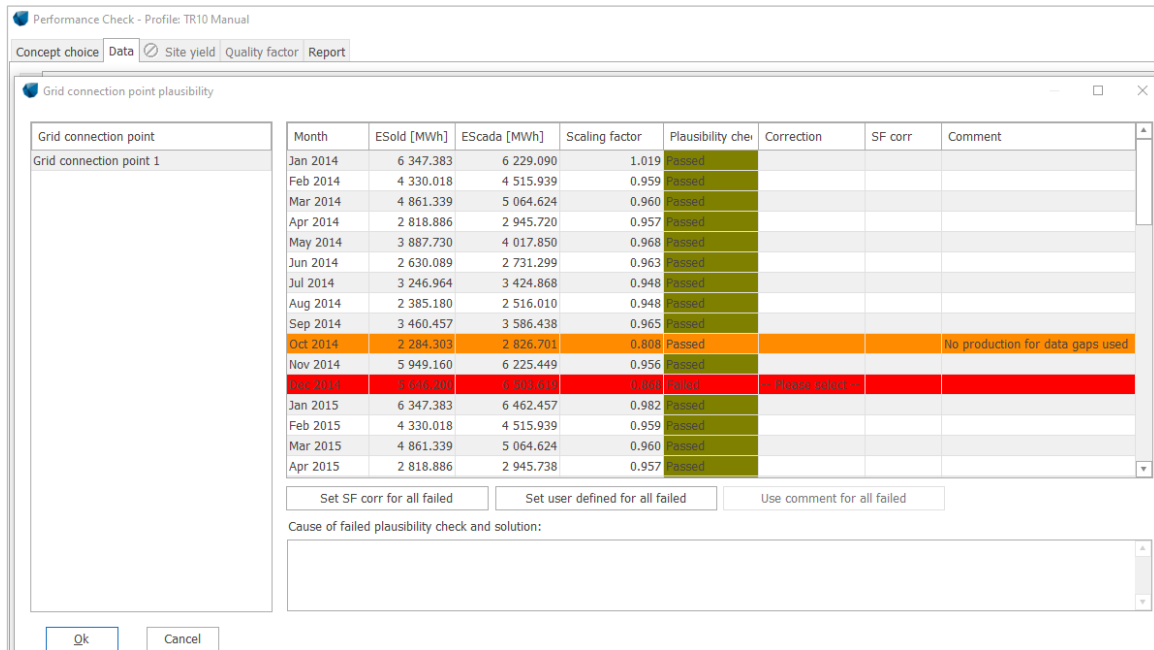 Performance Check - Profile: TR10 Manual
Concept choice Data Site yield Quality factor Report
Grid connection point plausibility
Grid connection point
Grid connection point 1
Month ESold [MWh] EScada [MWh] Scaling factor Plausibility che Correction SF corr Comment
Jan 2014 6 347.383 6 229.090 1.019 Passed
Feb 2014 4 330.018 4 515.939 0.959 Passed
Mar 2014 4 861.339 5 064.624 0.960 Passed
Apr 2014 2 818.886 2 945.720 0.957 Passed
May 2014 3 887.730 4 017.850 0.968 Passed
Jun 2014 2 630.089 2 731.299 0.963 Passed
Jul 2014 3 246.964 3 424.868 0.948 Passed
Aug 2014 2 385.180 2 516.010 0.948 Passed
Sep 2014 3 460.457 3 586.438 0.965 Passed
Oct 2014 2 284.303 2 826.701 0.808 Passed No production for data gaps used
Nov 2014 5 949.160 6 225.449 0.956 Passed
Dec 2014 5 646.200 6 503.619 0.868 Failed -- Please select --
Jan 2015 6 347.383 6 462.457 0.982 Passed
Feb 2015 4 330.018 4 515.939 0.959 Passed
Mar 2015 4 861.339 5 064.624 0.960 Passed
Apr 2015 2 818.886 2 945.738 0.957 Passed
Set SF corr for all failed Set user defined for all failed Use comment for all failed
Cause of failed plausibility check and solution:
Ok Cancel